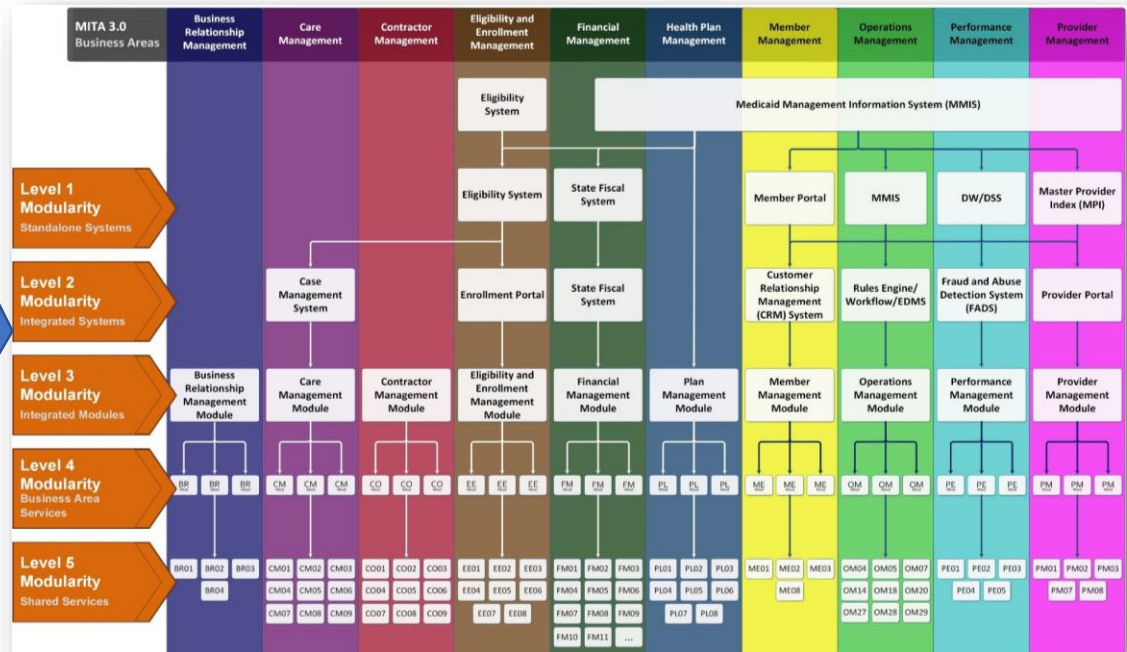 MITA 3.0
Business Areas
Business
Relationship
Management
Care
Management
Contractor
Management
Eligibility and
Enrollment
Management
Financial
Management
Health Plan
Management
Member
Management
Operations
Management
Performance
Management
Provider
Management
Eligibility
System
Medicaid Management Information System (MMIS)
Level 1
Modularity
Standalone Systems
Eligibility System
State Fiscal
System
Member Portal
MMIS
DW/DSS
Master Provider
Index (MPI)
Level 2
Modularity
Integrated Systems
Case
Management
System
Enrollment Portal
State Fiscal
System
Customer
Relationship
Management
(CRM) System
Rules Engine/
Workflow/EDMS
Fraud and Abuse
Detection System
(FADS)
Provider Portal
Level 3
Modularity
Integrated Modules
Business
Relationship
Management
Module
Care
Management
Module
Contractor
Management
Module
Eligibility and
Enrollment
Management
Module
Financial
Management
Module
Plan
Management
Module
Member
Management
Module
Operations
Management
Module
Performance
Management
Module
Provider
Management
Module
Level 4
Modularity
Business Area
Services
BR BR BR
CM CM CM
CO CO CO
EE EE EE
FM FM FM
PL PL PL
ME ME ME
OM OM OM
PE PE PE
PM PM PM
Level 5
Modularity
Shared Services
BR01 BR02 BR03
BR04
CM01 CM02 CM03
CM04 CM05 CM06
CM07 CM08 CM09
CO01 CO02 CO03
CO04 CO05 CO06
CO07 CO08 CO09
EE01 EE02 EE03
EE04 EE05 EE06
EE07 EE08
FM01 FM02 FM03
FM04 FM05 FM06
FM07 FM08 FM09
FM10 FM11 ...
PL01 PL02 PL03
PL04 PL05 PL06
PL07 PL08
ME01 ME02 ME03
ME08
OM04 OM05 OM07
OM14 OM18 OM20
OM27 OM28 OM29
PE01 PE02 PE03
PE04 PE05
PM01 PM02 PM03
PM07 PM08